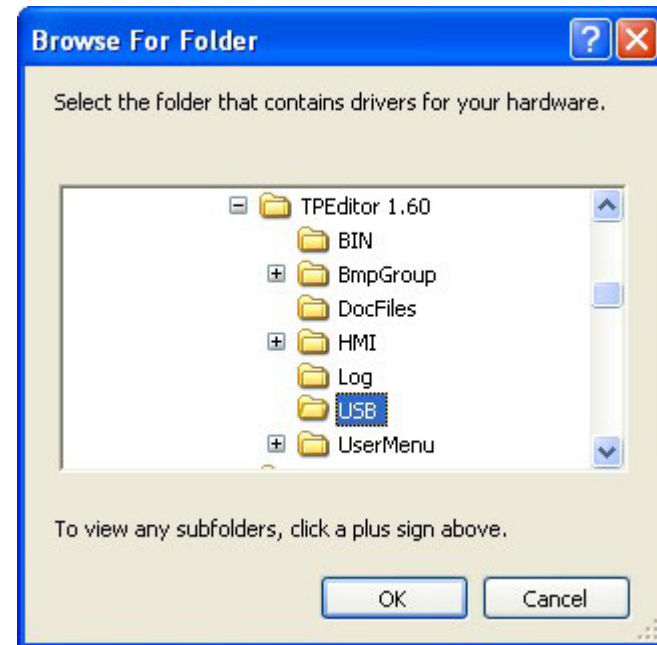 Browse For Folder
Select the folder that contains drivers for your hardware.
TPEditor 1.60
BIN
BmpGroup
DocFiles
HMI
Log
USB
UserMenu
To view any subfolders, click a plus sign above.
OK Cancel